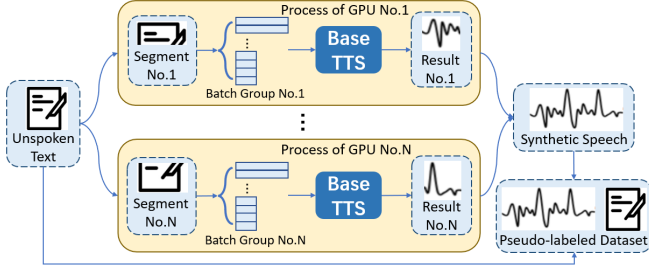 Process of GPU No.1
Segment
No.1
⋮
Batch Group No.1
Base
TTS
Result
No.1
Unspoken
Text
⋮
Synthetic Speech
Process of GPU No.N
Segment
No.N
⋮
Batch Group No.N
Base
TTS
Result
No.N
Pseudo-labeled Dataset